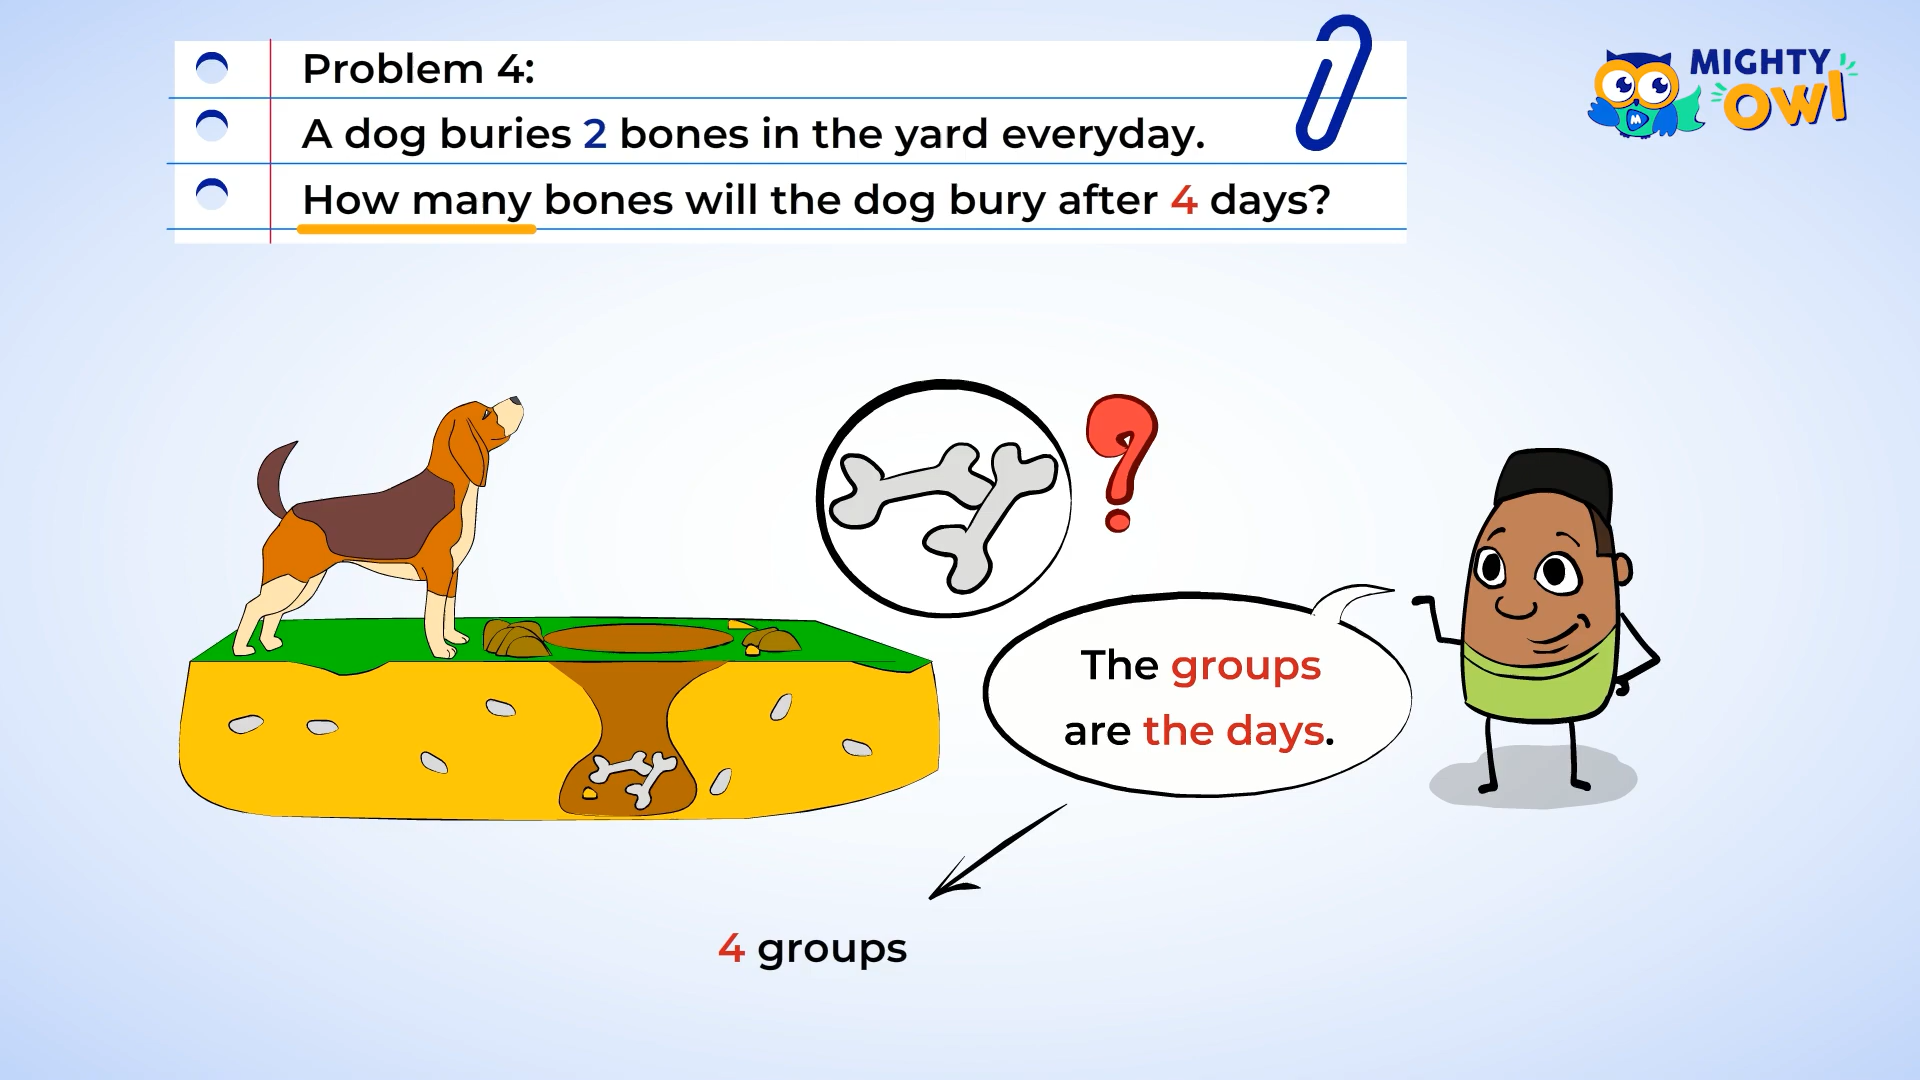 Problem 4:
A dog buries 2 bones in the yard everyday.
How many bones will the dog bury after 4 days?
MIGHTY
OWl
M
The groups
are the days.
4 groups